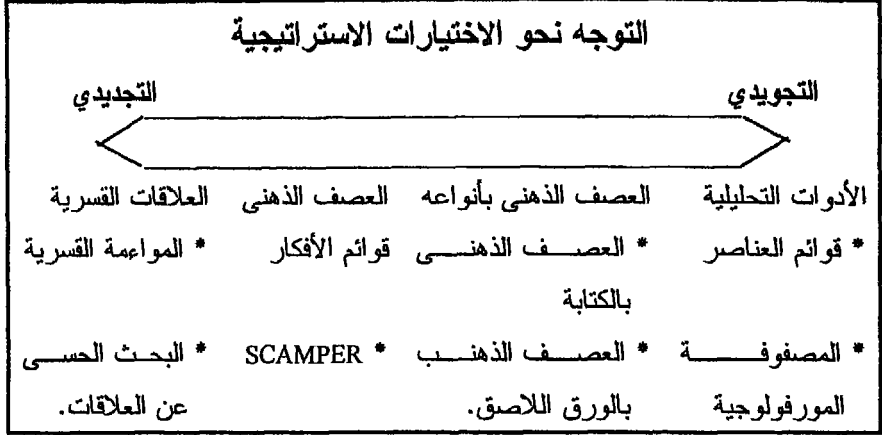 التوجه نحو الاختيارات الاستراتيجية
التجويدي التجديدي
الأدوات التحليلية العصف الذهنى بأنواعه العصف الذهنى العلاقات القسرية
* قوائم العناصر * العصف الذهنى قوائم الأفكار * المواءمة القسرية
بالكتابة
* المصفوفة * العصف الذهنب * SCAMPER * البحث الحسى
المورفولوجية بالورق اللاصق. عن العلاقات.